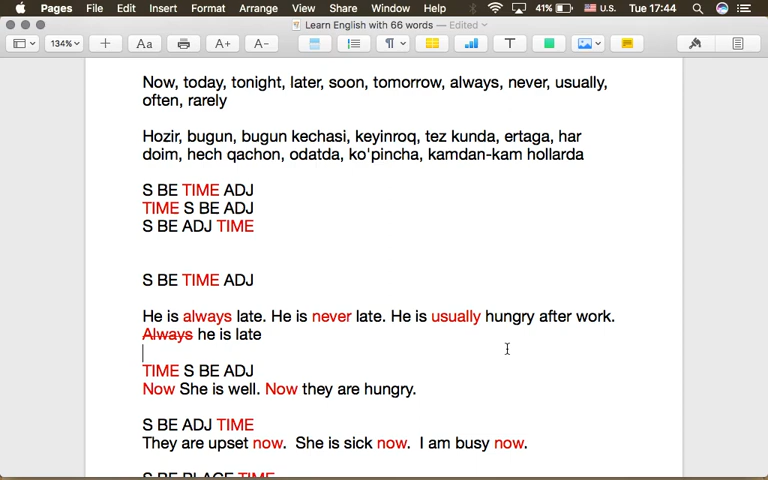 Pages File Edit Insert Format Arrange View Share Window Help 41% U.S. Tue 17:44
Learn English with 66 words — Edited
134% Aa A+ A- T
Now, today, tonight, later, soon, tomorrow, always, never, usually,
often, rarely
Hozir, bugun, bugun kechasi, keyinroq, tez kunda, ertaga, har
doim, hech qachon, odatda, ko'pincha, kamdan-kam hollarda
S BE TIME ADJ
TIME S BE ADJ
S BE ADJ TIME
S BE TIME ADJ
He is always late. He is never late. He is usually hungry after work.
Always he is late
TIME S BE ADJ
Now She is well. Now they are hungry.
S BE ADJ TIME
They are upset now. She is sick now. I am busy now.
S BE PLACE TIME